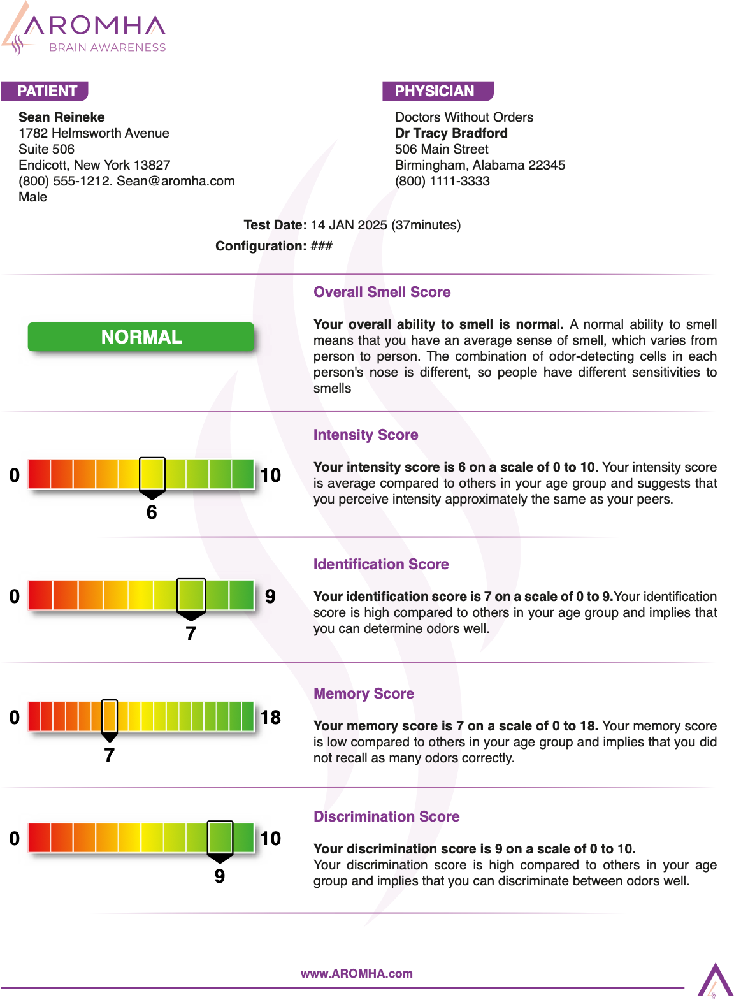 AROMHA
BRAIN AWARENESS
PATIENT
Sean Reineke
1782 Helmsworth Avenue
Suite 506
Endicott, New York 13827
(800) 555-1212. Sean@aromha.com
Male
PHYSICIAN
Doctors Without Orders
Dr Tracy Bradford
506 Main Street
Birmingham, Alabama 22345
(800) 1111-3333
Test Date: 14 JAN 2025 (37minutes)
Configuration: ###
NORMAL
Overall Smell Score
Your overall ability to smell is normal. A normal ability to smell
means that you have an average sense of smell, which varies from
person to person. The combination of odor-detecting cells in each
person's nose is different, so people have different sensitivities to
smells
0
10
6
Intensity Score
Your intensity score is 6 on a scale of 0 to 10. Your intensity score
is average compared to others in your age group and suggests that
you perceive intensity approximately the same as your peers.
0
9
7
Identification Score
Your identification score is 7 on a scale of 0 to 9.Your identification
score is high compared to others in your age group and implies that
you can determine odors well.
0
18
7
Memory Score
Your memory score is 7 on a scale of 0 to 18. Your memory score
is low compared to others in your age group and implies that you did
not recall as many odors correctly.
0
10
9
Discrimination Score
Your discrimination score is 9 on a scale of 0 to 10.
Your discrimination score is high compared to others in your age
group and implies that you can discriminate between odors well.
www.AROMHA.com